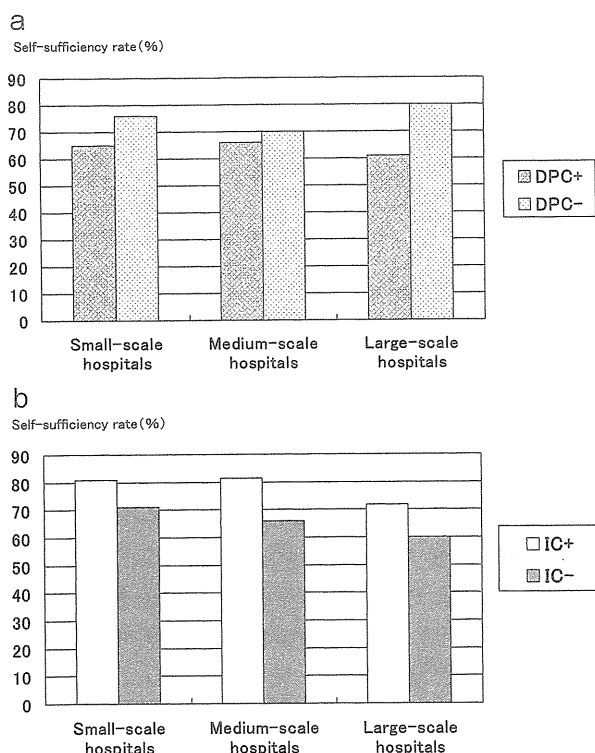 a
Self-sufficiency rate(%)
90
80
70
60
50
40
30
20
10
0
Small-scale hospitals
Medium-scale hospitals
Large-scale hospitals
DPC+
DPC-
b
Self-sufficiency rate(%)
90
80
70
60
50
40
30
20
10
0
Small-scale hospitals
Medium-scale hospitals
Large-scale hospitals
IC+
IC-